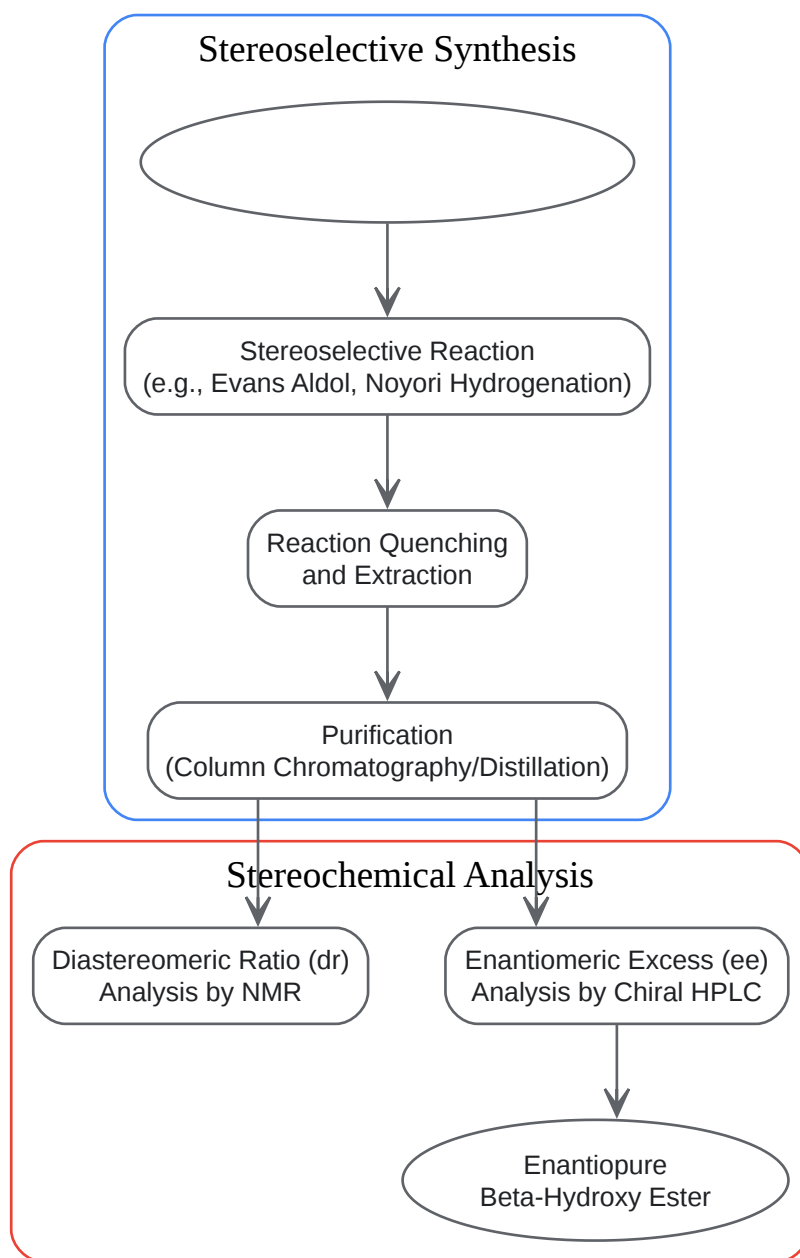 Stereoselective Synthesis
Stereoselective Reaction
(e.g., Evans Aldol, Noyori Hydrogenation)
Reaction Quenching
and Extraction
Purification
(Column Chromatography/Distillation)
Stereochemical Analysis
Diastereomeric Ratio (dr)
Analysis by NMR
Enantiomeric Excess (ee)
Analysis by Chiral HPLC
Enantiopure
Beta-Hydroxy Ester